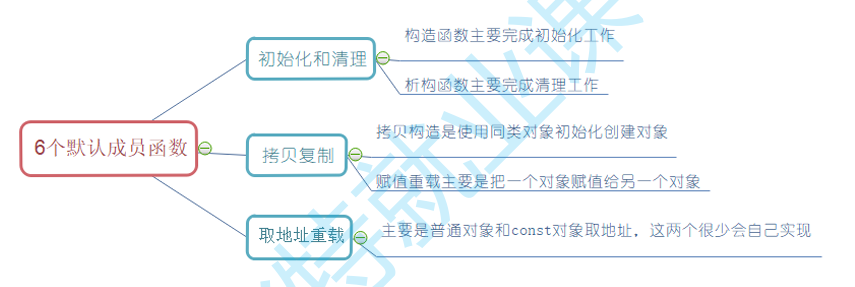 构造函数主要完成初始化工作
初始化和清理
析构函数主要完成清理工作
6个默认成员函数
拷贝构造是使用同类对象初始化创建对象
拷贝复制
赋值重载主要是把一个对象赋值给另一个对象
取地址重载
主要是普通对象和const对象取地址，这两个很少会自己实现
特就业课